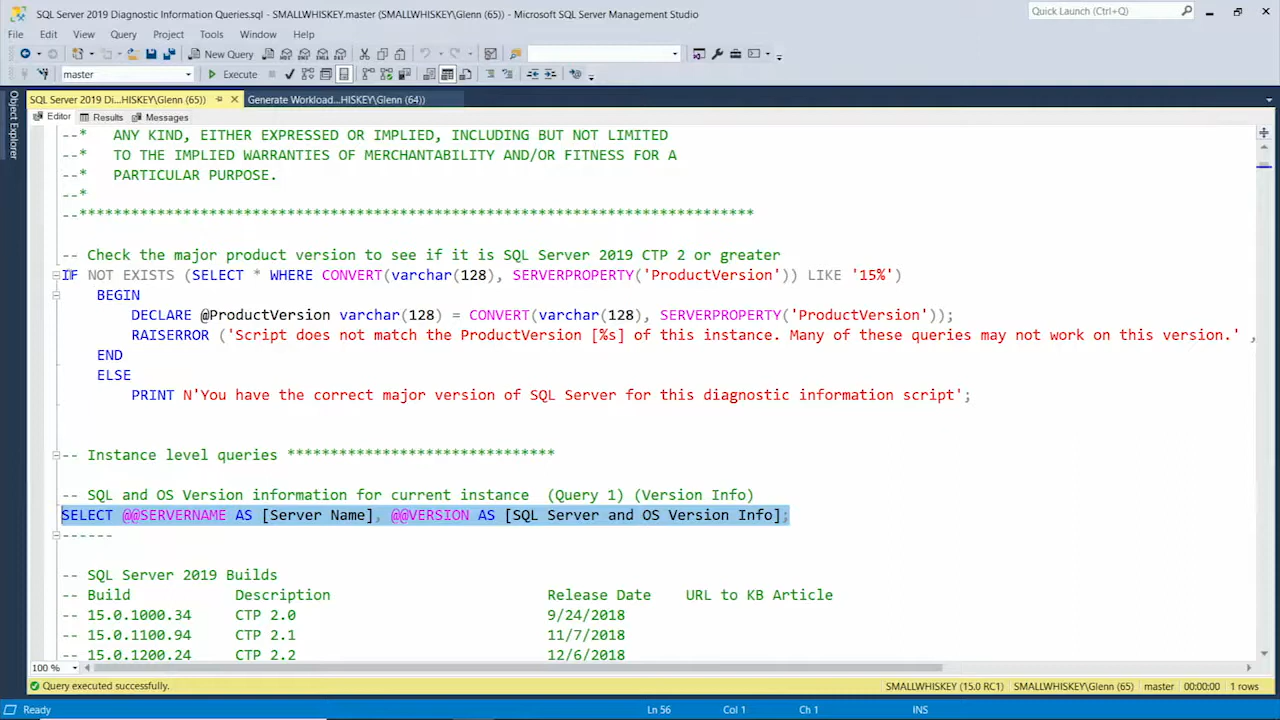 SQL Server 2019 Diagnostic Information Queries.sql - SMALLWHISKEY.master (SMALLWHISKEY\Glenn (65)) - Microsoft SQL Server Management Studio
Quick Launch (Ctrl+Q)
File Edit View Query Project Tools Window Help
New Query
master Execute
SQL Server 2019 Di...HISKEY\Glenn (65)) Generate Workload...HISKEY\Glenn (64))
Object Explorer
Editor Results Messages
--* ANY KIND, EITHER EXPRESSED OR IMPLIED, INCLUDING BUT NOT LIMITED
--* TO THE IMPLIED WARRANTIES OF MERCHANTABILITY AND/OR FITNESS FOR A
--* PARTICULAR PURPOSE.
--*
--******************************************************************************
-- Check the major product version to see if it is SQL Server 2019 CTP 2 or greater
IF NOT EXISTS (SELECT * WHERE CONVERT(varchar(128), SERVERPROPERTY('ProductVersion')) LIKE '15%')
BEGIN
DECLARE @ProductVersion varchar(128) = CONVERT(varchar(128), SERVERPROPERTY('ProductVersion'));
RAISERROR ('Script does not match the ProductVersion [%s] of this instance. Many of these queries may not work on this version.' ,
END
ELSE
PRINT N'You have the correct major version of SQL Server for this diagnostic information script';
-- Instance level queries *******************************
-- SQL and OS Version information for current instance (Query 1) (Version Info)
SELECT @@SERVERNAME AS [Server Name], @@VERSION AS [SQL Server and OS Version Info];
------
-- SQL Server 2019 Builds
-- Build Description Release Date URL to KB Article
-- 15.0.1000.34 CTP 2.0 9/24/2018
-- 15.0.1100.94 CTP 2.1 11/7/2018
-- 15.0.1200.24 CTP 2.2 12/6/2018
100 %
Query executed successfully. SMALLWHISKEY (15.0 RC1) SMALLWHISKEY\Glenn (65) master 00:00:00 1 rows
Ready Ln 56 Col 1 Ch 1 INS